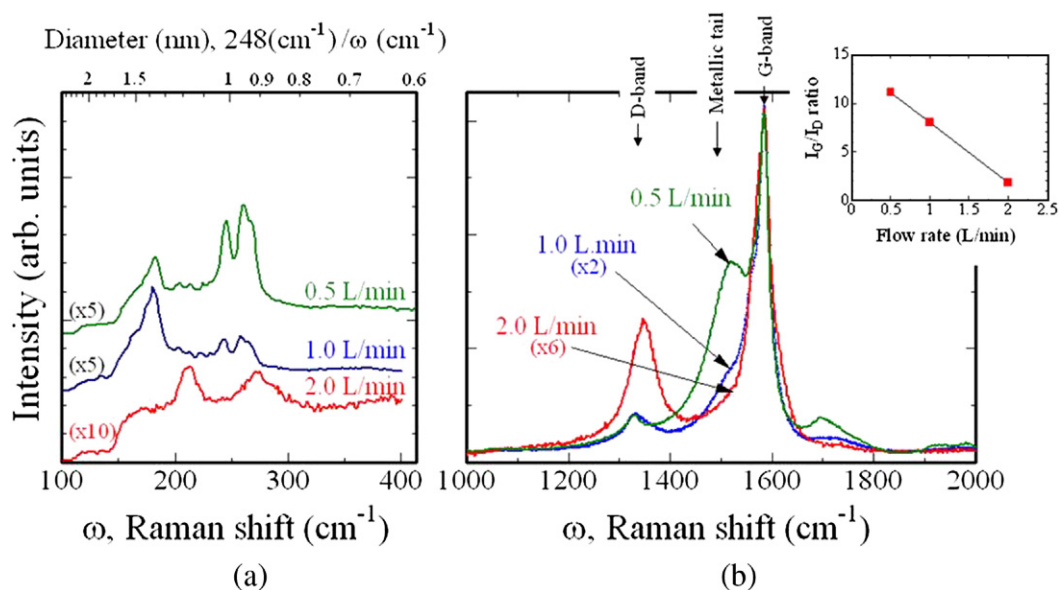 Diameter (nm), 248(cm⁻¹)/ω (cm⁻¹)
2 1.5 1 0.9 0.8 0.7 0.6
Intensity (arb. units)
0.5 L/min
(x5)
1.0 L/min
(x5)
2.0 L/min
(x10)
100 200 300 400
ω, Raman shift (cm⁻¹)
(a)
D-band
Metallic tail
G-band
0.5 L/min
1.0 L.min
(x2)
2.0 L/min
(x6)
1000 1200 1400 1600 1800 2000
ω, Raman shift (cm⁻¹)
(b)
I_G/I_D ratio
15
10
5
0
0 0.5 1 1.5 2 2.5
Flow rate (L/min)